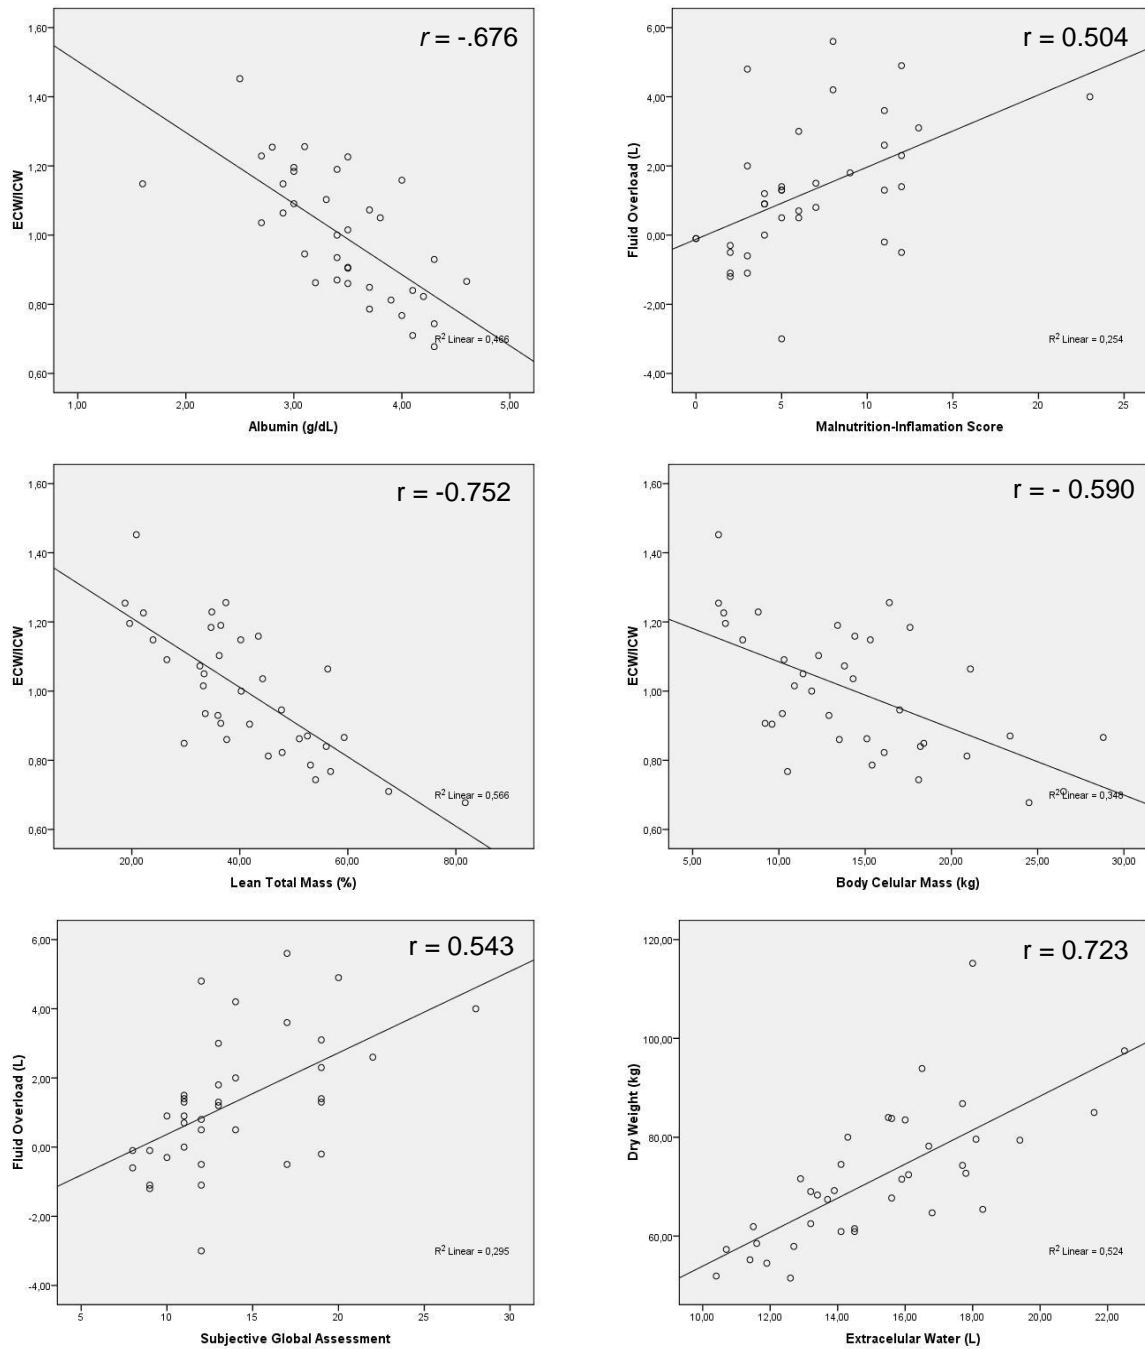 r = -.676
1,60
1,40
1,20
1,00
0,80
0,60
ECW/ICW
R² Linear = 0,466
1,00 2,00 3,00 4,00 5,00
Albumin (g/dL)
r = 0.504
6,00
4,00
2,00
0,00
-2,00
-4,00
Fluid Overload (L)
R² Linear = 0,254
0 5 10 15 20 25
Malnutrition-Inflamation Score
r = -0.752
1,60
1,40
1,20
1,00
0,80
0,60
ECW/ICW
R² Linear = 0,566
20,00 40,00 60,00 80,00
Lean Total Mass (%)
r = - 0.590
1,60
1,40
1,20
1,00
0,80
0,60
ECW/ICW
R² Linear = 0,348
5,00 10,00 15,00 20,00 25,00 30,00
Body Celular Mass (kg)
r = 0.543
6,00
4,00
2,00
0,00
-2,00
-4,00
Fluid Overload (L)
R² Linear = 0,295
5 10 15 20 25 30
Subjective Global Assessment
r = 0.723
120,00
100,00
80,00
60,00
Dry Weight (kg)
R² Linear = 0,524
10,00 12,00 14,00 16,00 18,00 20,00 22,00
Extracelular Water (L)